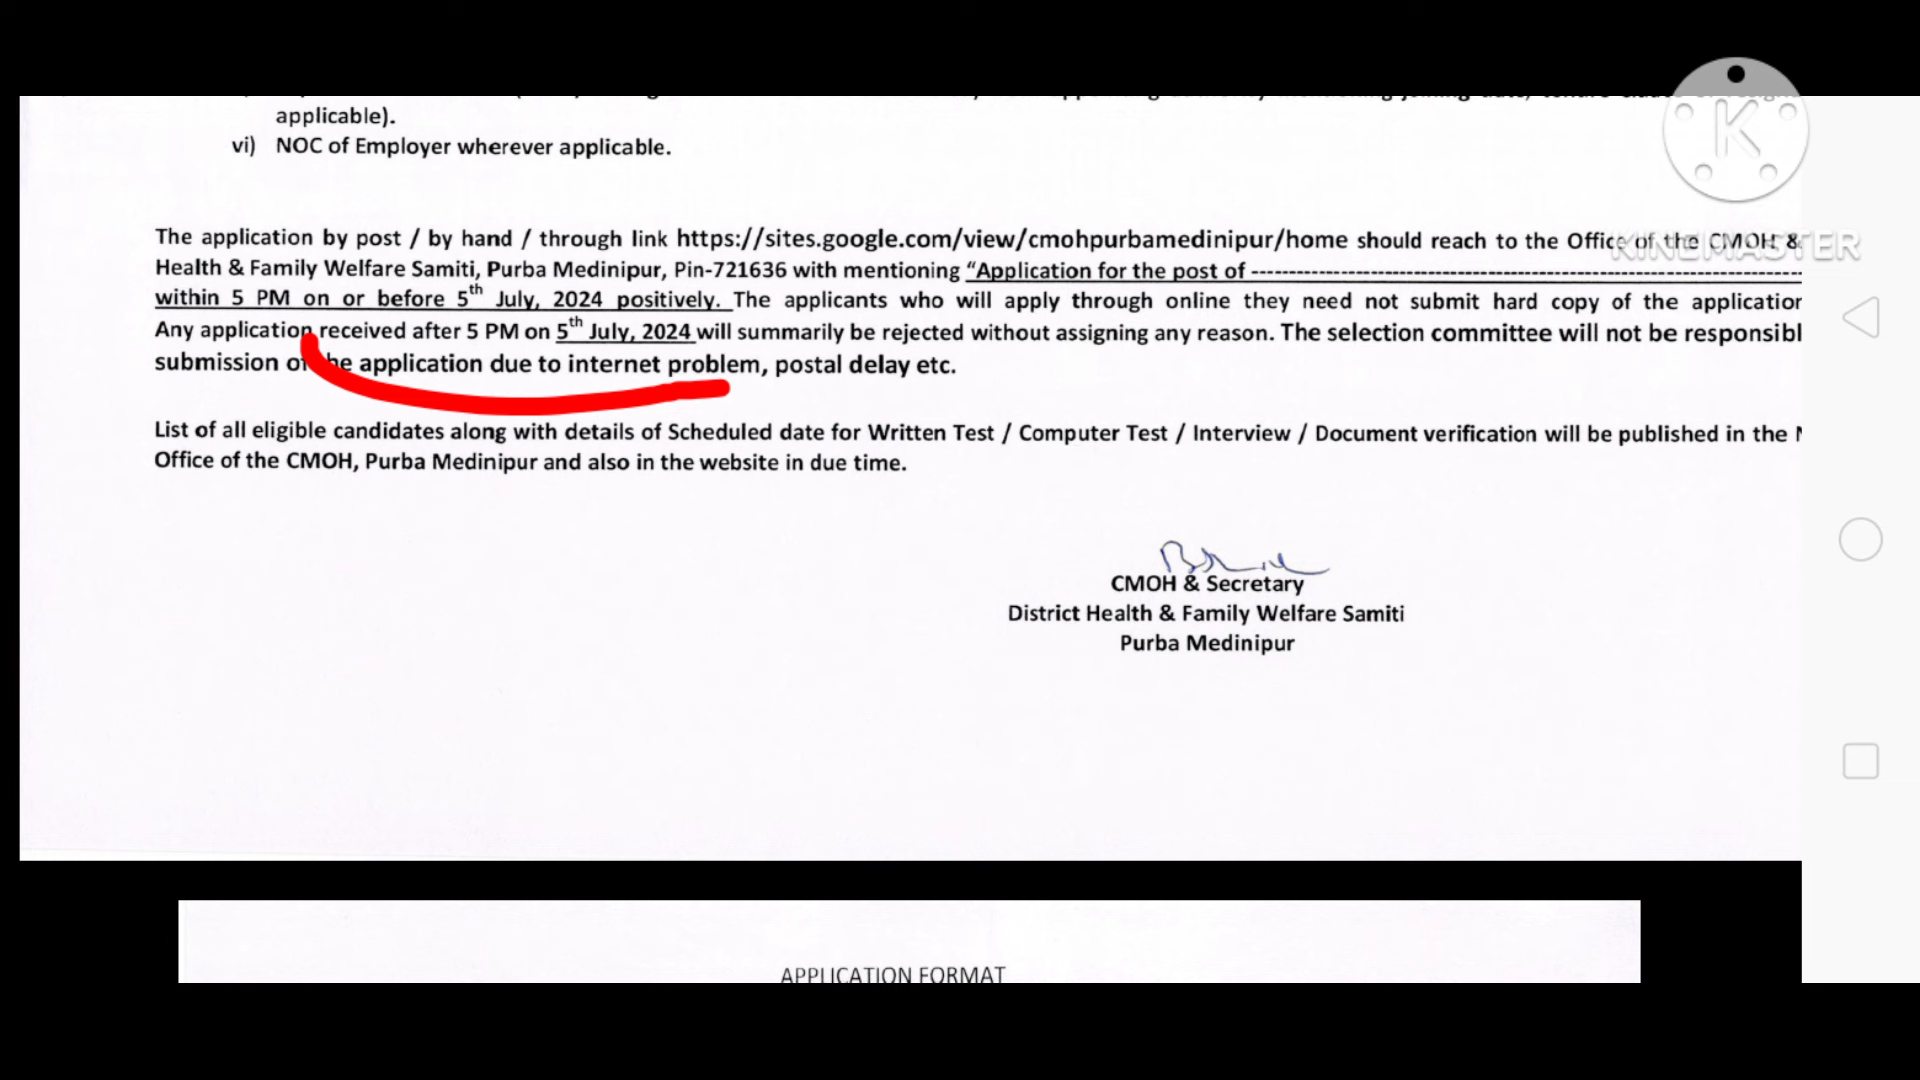 applicable).
vi) NOC of Employer wherever applicable.
The application by post / by hand / through link https://sites.google.com/view/cmohpurbamedinipur/home should reach to the Office of the CMOH &
Health & Family Welfare Samiti, Purba Medinipur, Pin-721636 with mentioning “Application for the post of ----------------------------------------
within 5 PM on or before 5th July, 2024 positively. The applicants who will apply through online they need not submit hard copy of the application
Any application received after 5 PM on 5th July, 2024 will summarily be rejected without assigning any reason. The selection committee will not be responsibl
submission of the application due to internet problem, postal delay etc.
List of all eligible candidates along with details of Scheduled date for Written Test / Computer Test / Interview / Document verification will be published in the
Office of the CMOH, Purba Medinipur and also in the website in due time.
CMOH & Secretary
District Health & Family Welfare Samiti
Purba Medinipur
APPLICATION FORMAT
K
KINEMASTER